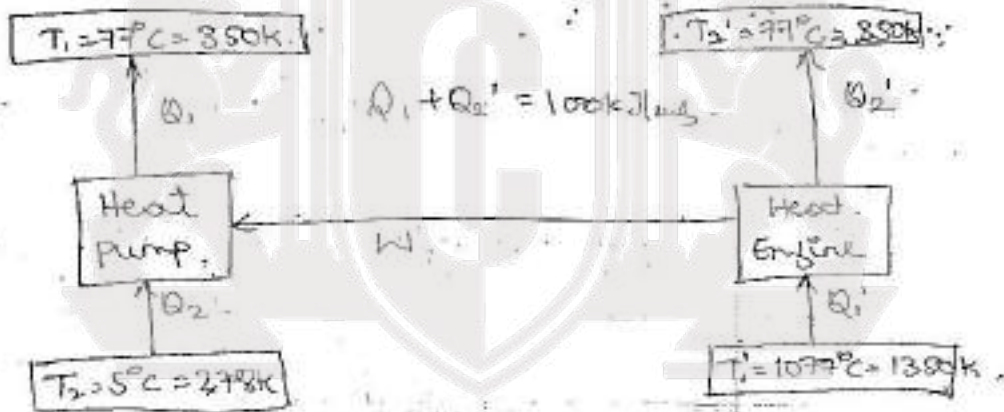 T₁ = 77°C = 350K.
T₂' = 77°C = 350K
Q₁
Q₁ + Q₂' = 100kJ/
Q₂'
Heat
pump.
W
Heat
Engine
Q₂
Q₁'
T₂ = 5°C = 278K
T₁' = 1077°C = 1350K.